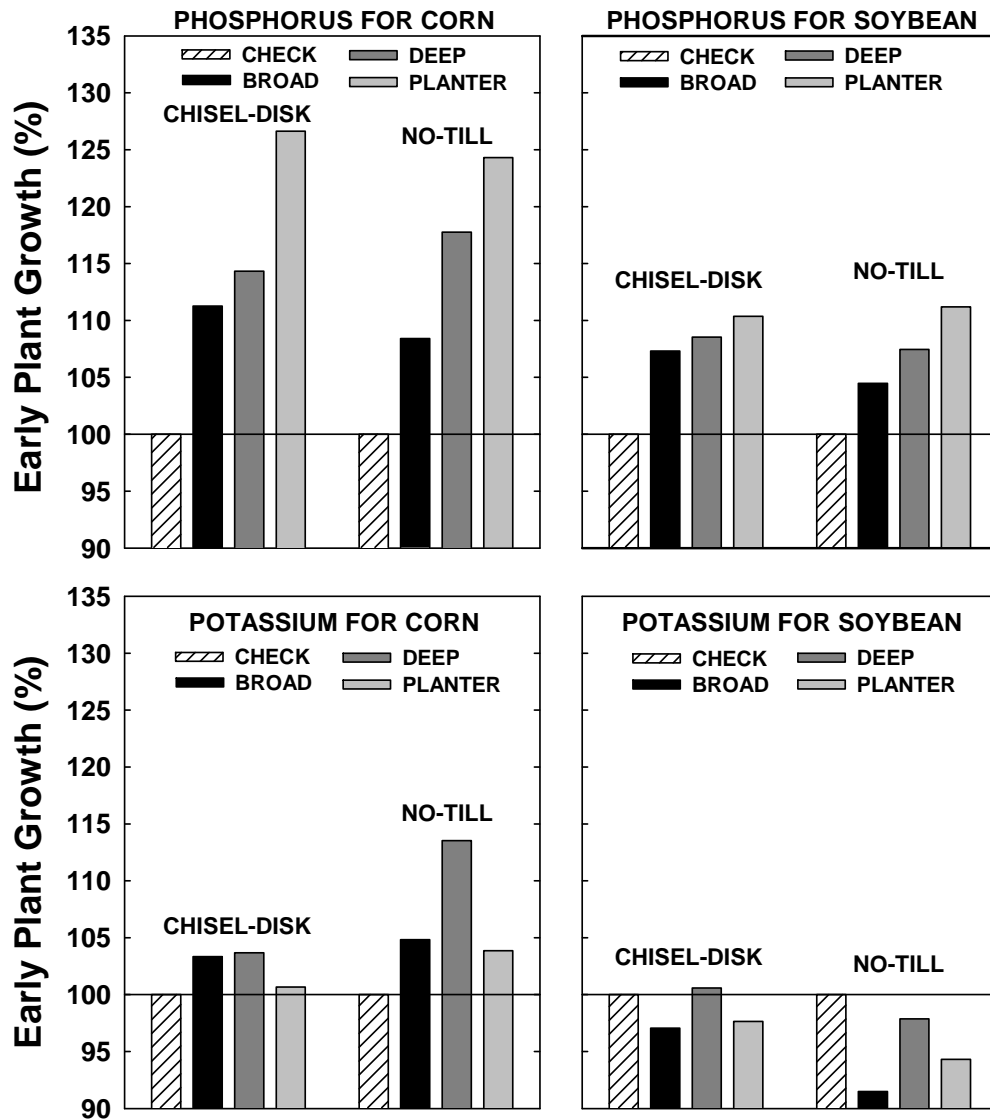 PHOSPHORUS FOR CORN
CHECK DEEP
BROAD PLANTER
CHISEL-DISK
NO-TILL
Early Plant Growth (%)
135
130
125
120
115
110
105
100
95
90
PHOSPHORUS FOR SOYBEAN
CHECK DEEP
BROAD PLANTER
CHISEL-DISK
NO-TILL
POTASSIUM FOR CORN
CHECK DEEP
BROAD PLANTER
NO-TILL
CHISEL-DISK
Early Plant Growth (%)
135
130
125
120
115
110
105
100
95
90
POTASSIUM FOR SOYBEAN
CHECK DEEP
BROAD PLANTER
CHISEL-DISK
NO-TILL